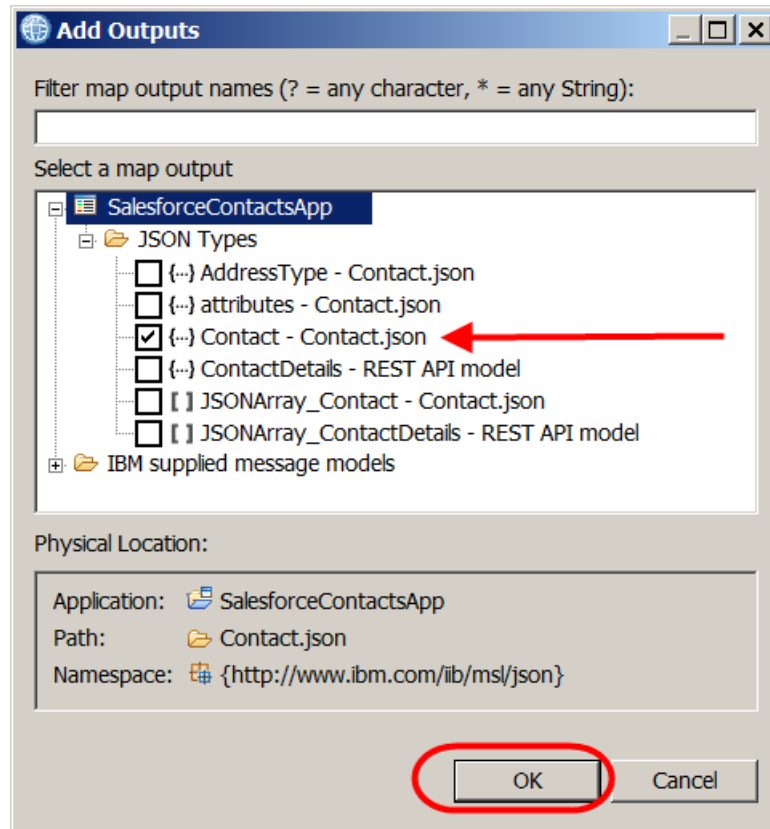 Add Outputs
Filter map output names (? = any character, * = any String):
Select a map output
SalesforceContactsApp
JSON Types
{...} AddressType - Contact.json
{...} attributes - Contact.json
{...} Contact - Contact.json
{...} ContactDetails - REST API model
[ ] JSONArray_Contact - Contact.json
[ ] JSONArray_ContactDetails - REST API model
IBM supplied message models
Physical Location:
Application: SalesforceContactsApp
Path: Contact.json
Namespace: {http://www.ibm.com/iib/msl/json}
OK Cancel